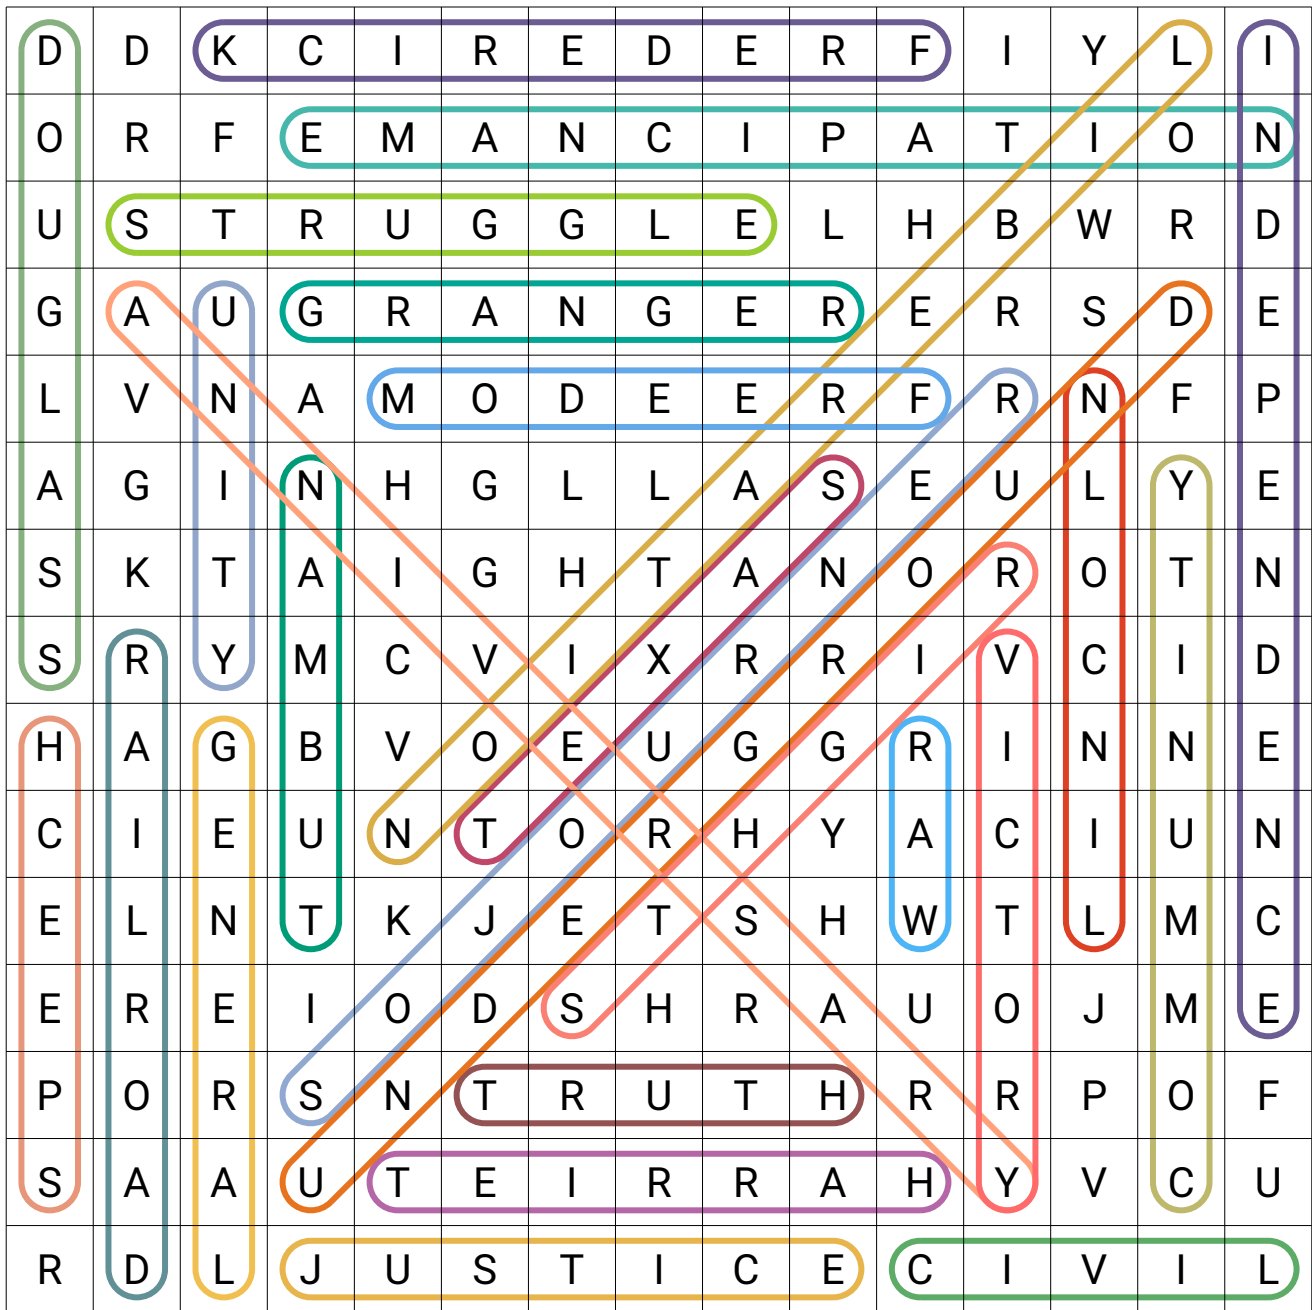 D D K C I R E D E R F I Y L I
O R F E M A N C I P A T I O N
U S T R U G G L E L H B W R D
G A U G R A N G E R E R S D E
L V N A M O D E E R F R N F P
A G I N H G L L A S E U L Y E
S K T A I G H T A N O R O T N
S R Y M C V I X R R I V C I D
H A G B V O E U G G R I N N E
C I E U N T O R H Y A C I U N
E L N T K J E T S H W T L M C
E R E I O D S H R A U O J M E
P O R S N T R U T H R R P O F
S A A U T E I R R A H Y V C U
R D L J U S T I C E C I V I L